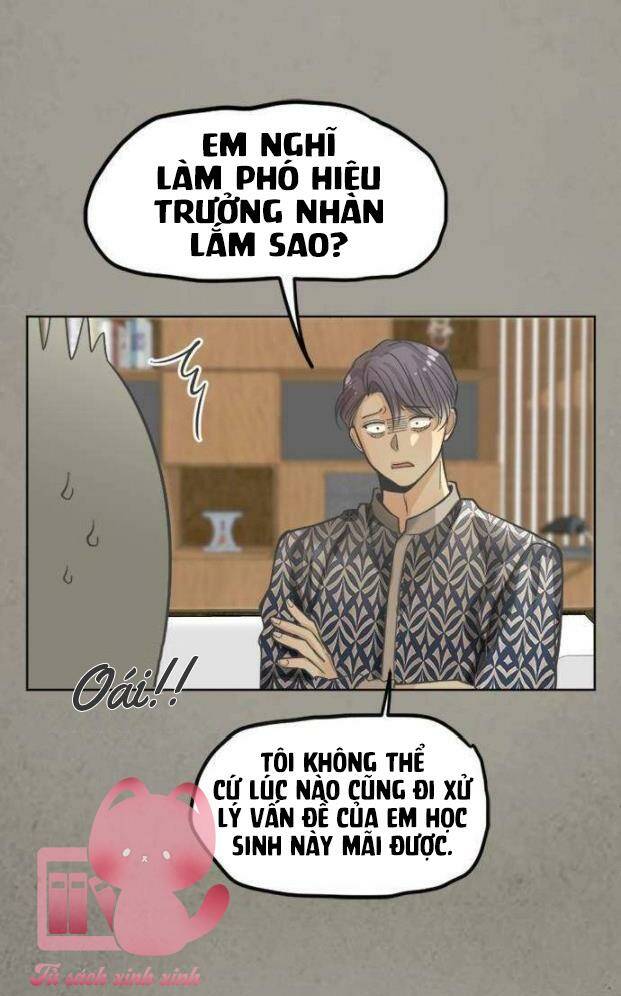 EM NGHĨ
LÀM PHÓ HIỆU
TRƯỞNG NHÀN
LẮM SAO?
Oái!!
TÔI KHÔNG THỂ
CỨ LÚC NÀO CŨNG ĐI XỬ
LÝ VẤN ĐỀ CỦA EM HỌC
SINH NÀY MÃI ĐƯỢC.
Tủ sách xinh xinh